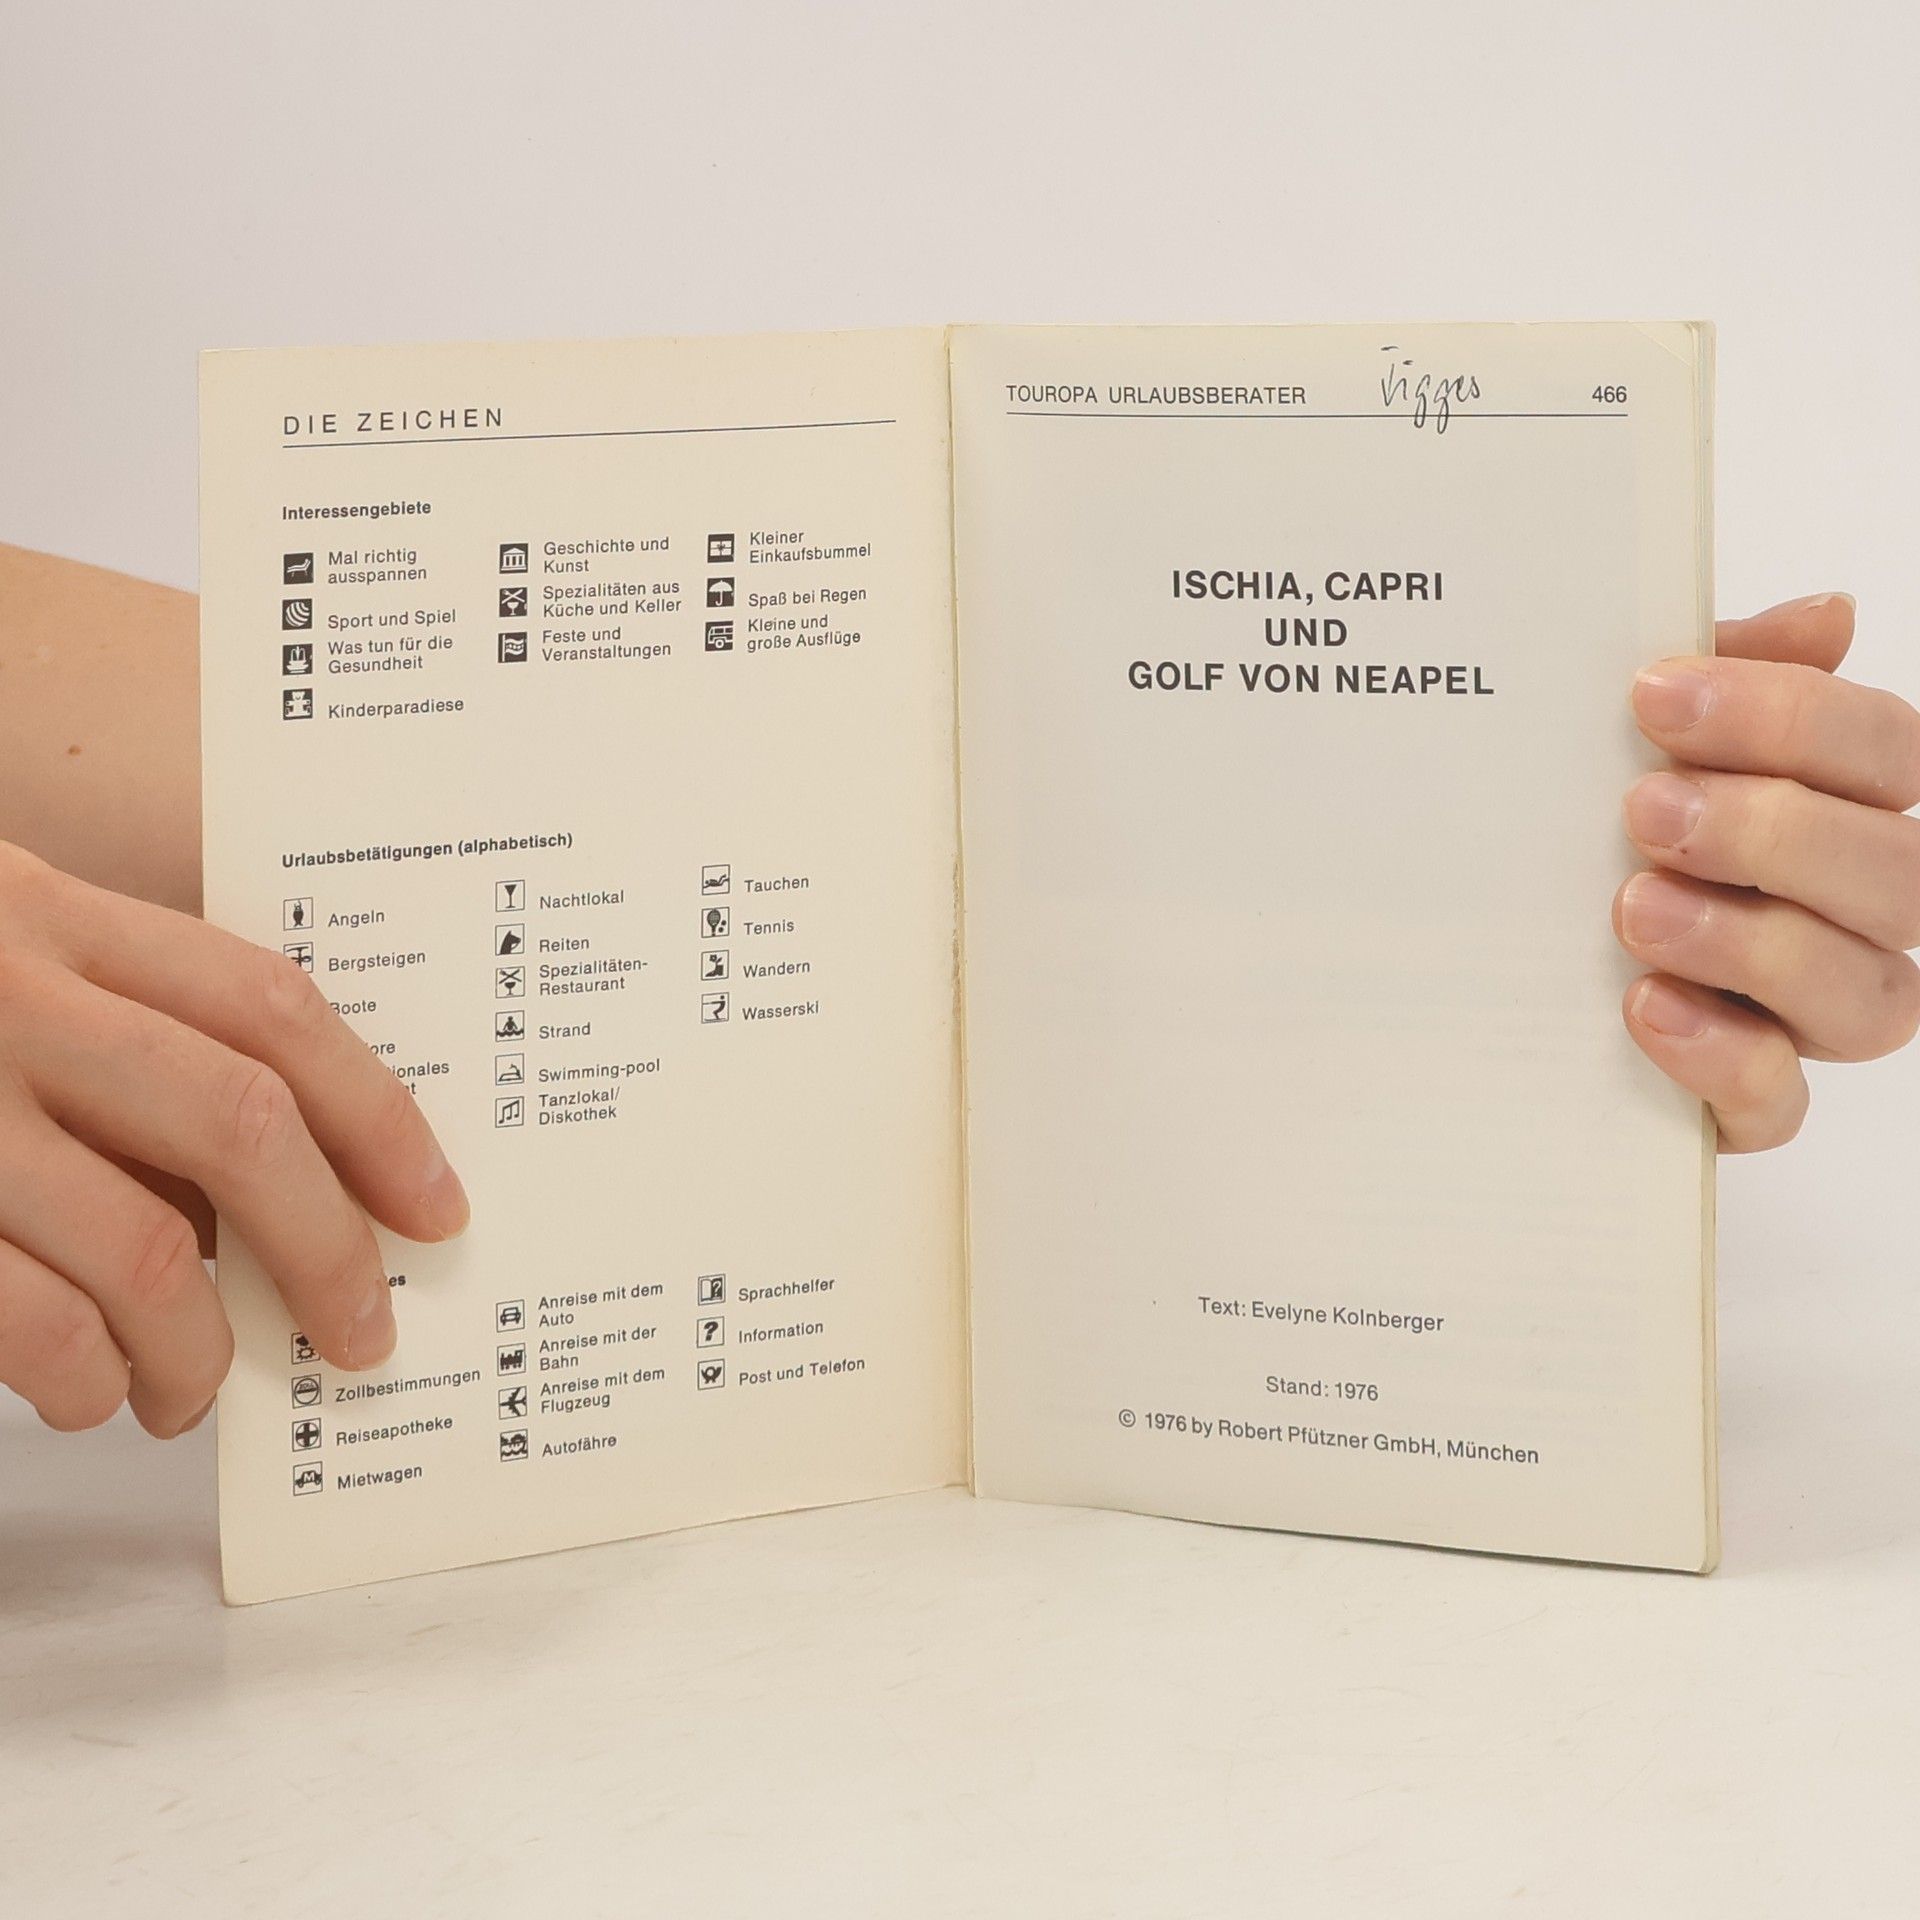 DIE ZEICHEN
Interessengebiete
Mal richtig
ausspannen
Sport und Spiel
Was tun für die
Gesundheit
Kinderparadiese
Geschichte und
Kunst
Spezialitäten aus
Küche und Keller
Feste und
Veranstaltungen
Kleiner
Einkaufsbummel
Spaß bei Regen
Kleine und
große Ausflüge
Urlaubsbetätigungen (alphabetisch)
Angeln
Bergsteigen
Boote
Nachtlokal
Reiten
Spezialitäten-
Restaurant
Strand
Swimming-pool
Tanzlokal/
Diskothek
Tauchen
Tennis
Wandern
Wasserski
Zollbestimmungen
Reiseapotheke
Mietwagen
Anreise mit dem
Auto
Anreise mit der
Bahn
Anreise mit dem
Flugzeug
Autofähre
Sprachhelfer
Information
Post und Telefon
TOUROPA URLAUBSBERATER 466
ISCHIA, CAPRI
UND
GOLF VON NEAPEL
Text: Evelyne Kolnberger
Stand: 1976
© 1976 by Robert Pfützner GmbH, München